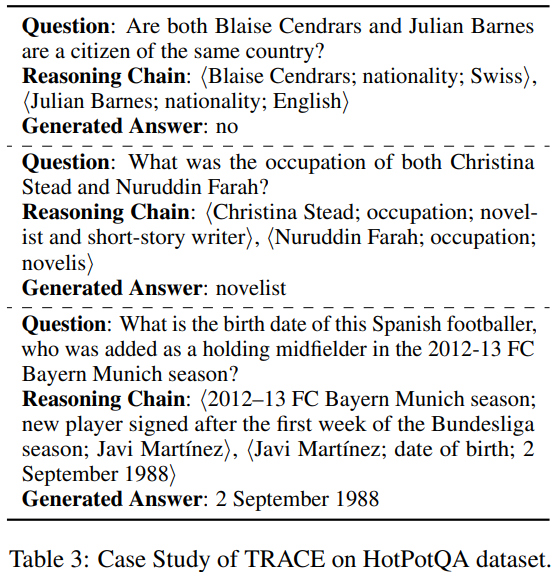 Question: Are both Blaise Cendrars and Julian Barnes
are a citizen of the same country?
Reasoning Chain: ⟨Blaise Cendrars; nationality; Swiss⟩,
⟨Julian Barnes; nationality; English⟩
Generated Answer: no
Question: What was the occupation of both Christina
Stead and Nuruddin Farah?
Reasoning Chain: ⟨Christina Stead; occupation; novel-
ist and short-story writer⟩, ⟨Nuruddin Farah; occupation;
novelis⟩
Generated Answer: novelist
Question: What is the birth date of this Spanish footballer,
who was added as a holding midfielder in the 2012-13 FC
Bayern Munich season?
Reasoning Chain: ⟨2012–13 FC Bayern Munich season;
new player signed after the first week of the Bundesliga
season; Javi Martínez⟩, ⟨Javi Martínez; date of birth; 2
September 1988⟩
Generated Answer: 2 September 1988
Table 3: Case Study of TRACE on HotPotQA dataset.